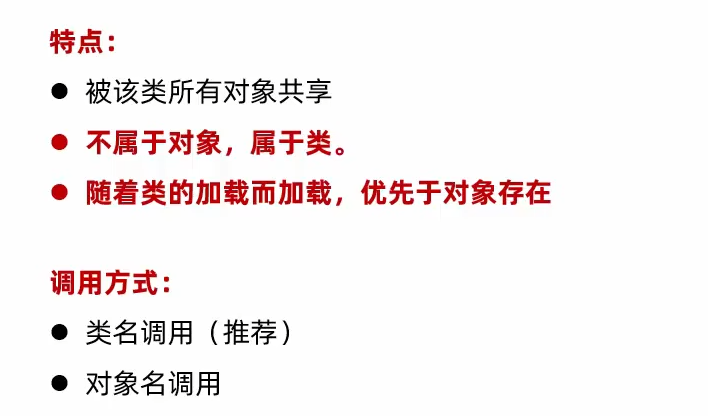 特点：
● 被该类所有对象共享
● 不属于对象，属于类。
● 随着类的加载而加载，优先于对象存在
调用方式：
● 类名调用（推荐）
● 对象名调用